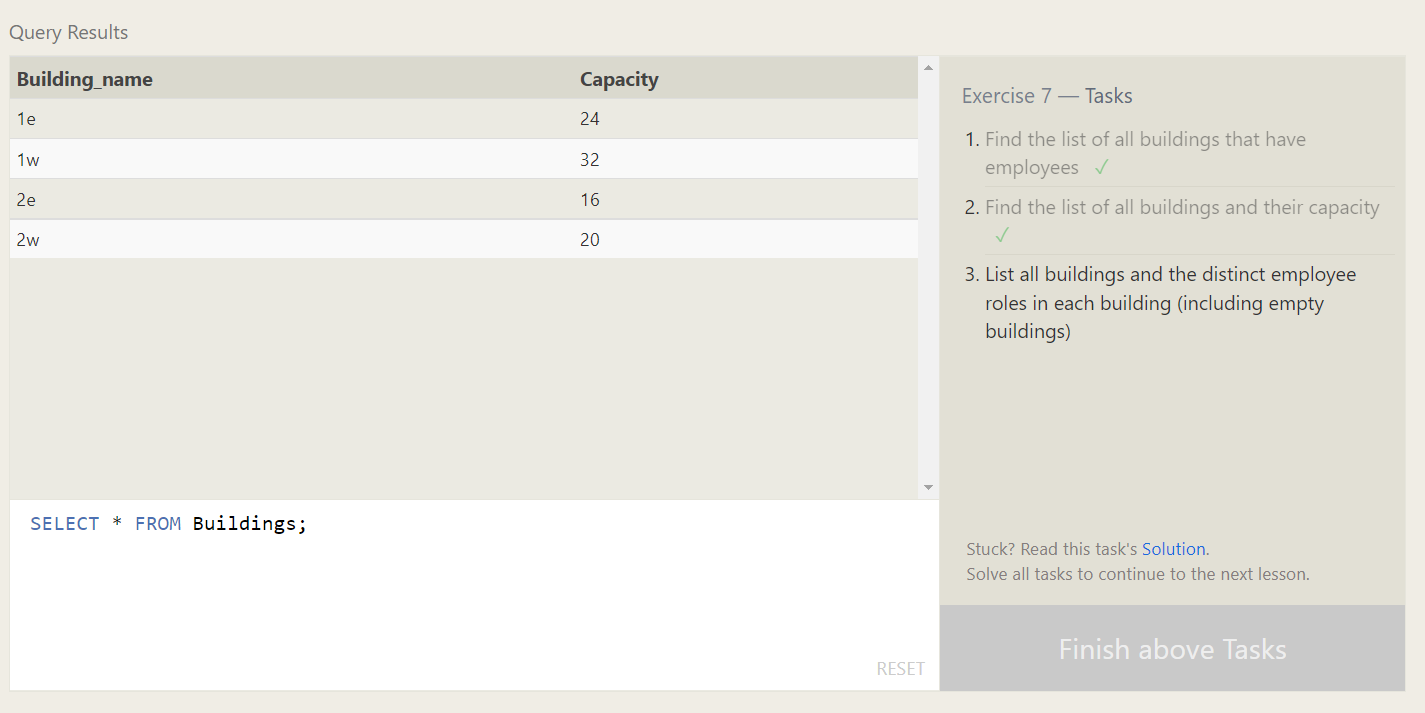 Query Results
Building_name Capacity
1e 24
1w 32
2e 16
2w 20
SELECT * FROM Buildings;
RESET
Exercise 7 — Tasks
1. Find the list of all buildings that have
employees ✓
2. Find the list of all buildings and their capacity
✓
3. List all buildings and the distinct employee
roles in each building (including empty
buildings)
Stuck? Read this task's Solution.
Solve all tasks to continue to the next lesson.
Finish above Tasks